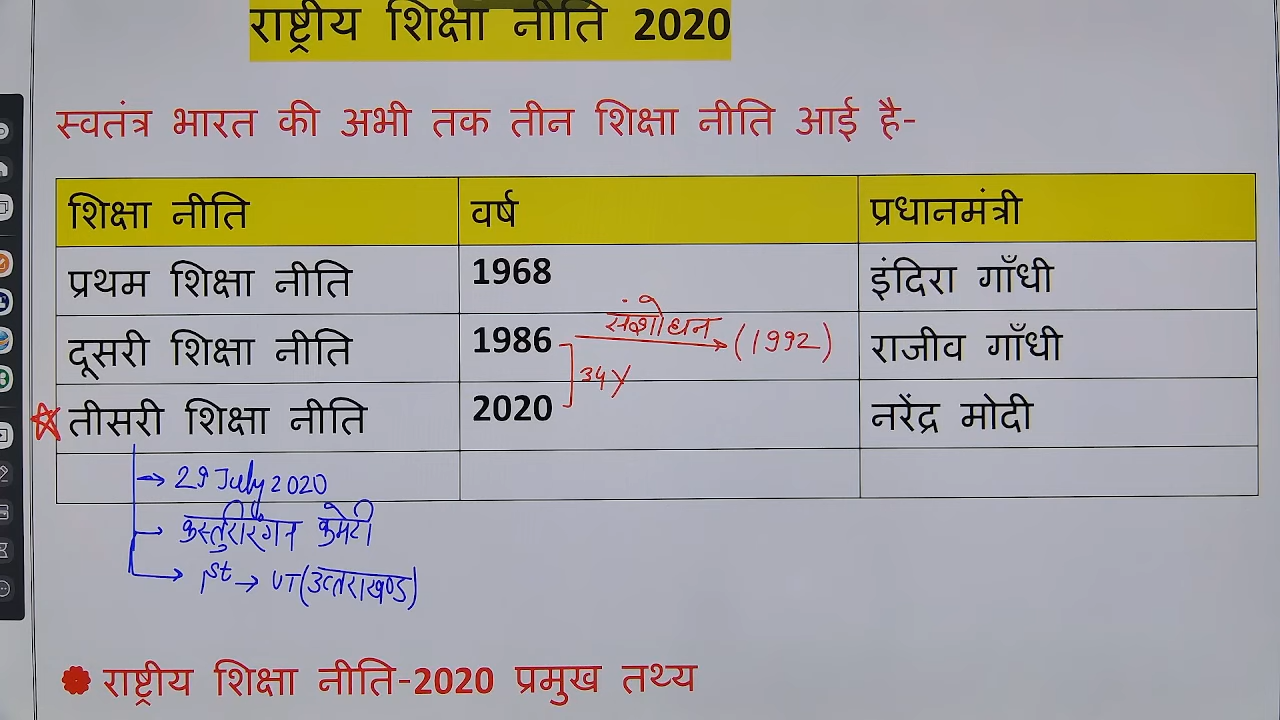 राष्ट्रीय शिक्षा नीति 2020
स्वतंत्र भारत की अभी तक तीन शिक्षा नीति आई है-
शिक्षा नीति वर्ष प्रधानमंत्री
प्रथम शिक्षा नीति 1968 इंदिरा गाँधी
दूसरी शिक्षा नीति 1986 संशोधन (1992) राजीव गाँधी
34Y
तीसरी शिक्षा नीति 2020 नरेंद्र मोदी
29 July 2020
कस्तुरीरंगन कमेटी
1st → UT (उत्तराखण्ड)
राष्ट्रीय शिक्षा नीति-2020 प्रमुख तथ्य